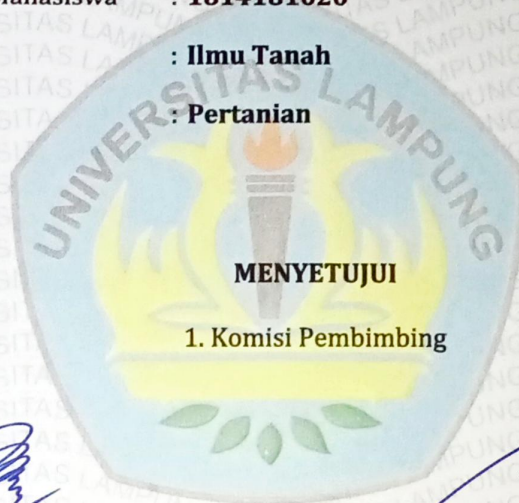 : Ilmu Tanah
: Pertanian
UNIVERSITAS LAMPUNG
MENYETUJUI
1. Komisi Pembimbing